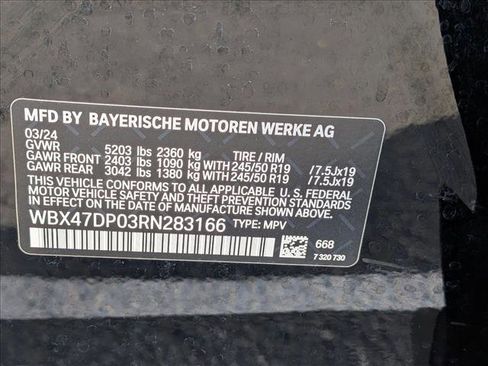 MFD BY BAYERISCHE MOTOREN WERKE AG
03/24
GVWR 5203 lbs 2360 kg TIRE / RIM
GAWR FRONT 2403 lbs 1090 kg WITH 245/50 R19 /7.5Jx19
GAWR REAR 3042 lbs 1380 kg WITH 245/50 R19 /7.5Jx19
THIS VEHICLE CONFORMS TO ALL APPLICABLE U. S. FEDERAL
MOTOR VEHICLE SAFETY STANDARDS IN EFFECT ON THE
DATE OF MANUFACTURE SHOWN ABOVE.
WBX47DP03RN283166 TYPE: MPV
668
7 320 730